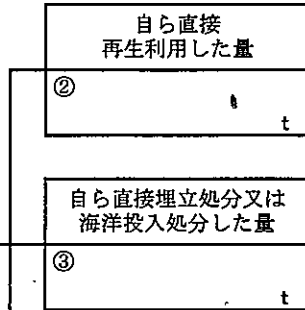 自ら直接
再生利用した量
②
t
自ら直接埋立処分又は
海洋投入処分した量
③
t